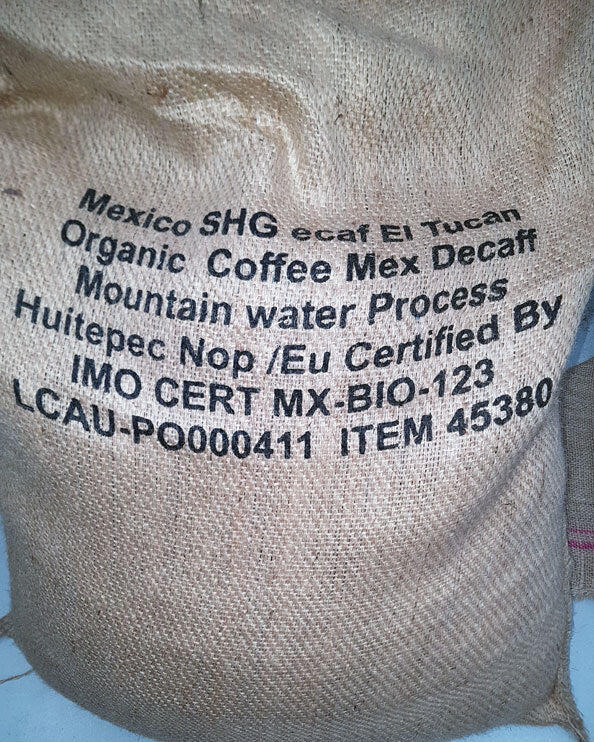 Mexico SHG ecaf El Tucan
Organic Coffee Mex Decaff
Mountain water Process
Huitepec Nop /Eu Certified By
IMO CERT MX-BIO-123
LCAU-PO000411 ITEM 45380